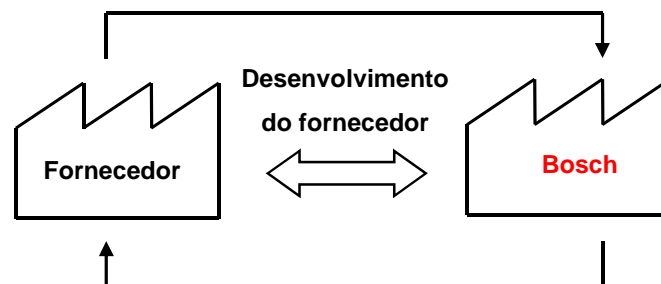 Desenvolvimento
do fornecedor
Fornecedor
Bosch